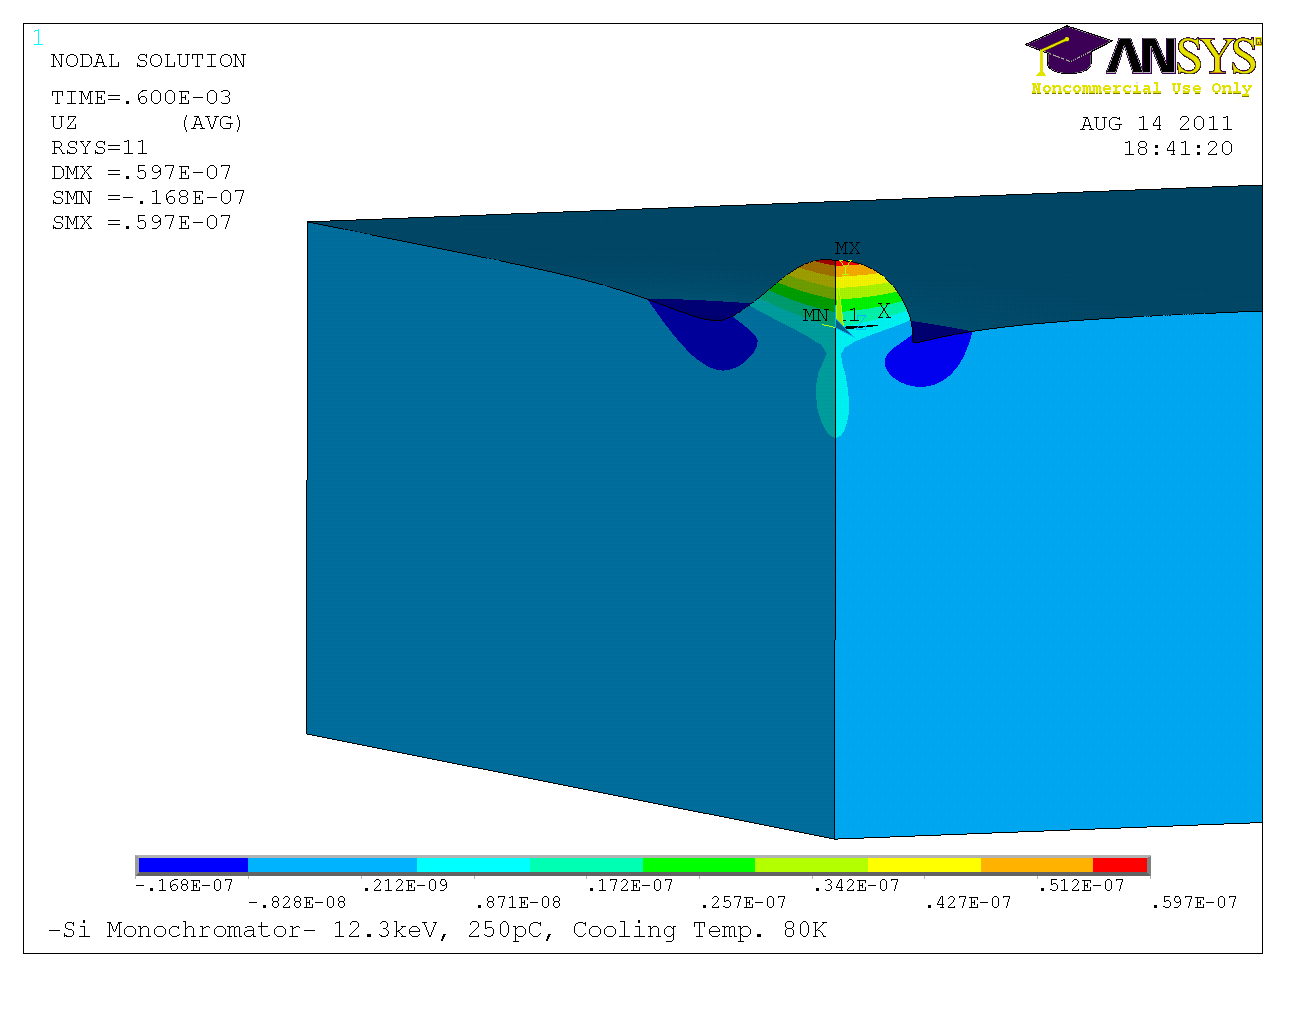 1
NODAL SOLUTION
TIME=.600E-03
UZ (AVG)
RSYS=11
DMX =.597E-07
SMN =-.168E-07
SMX =.597E-07
ANSYS
Noncommercial Use Only
AUG 14 2011
18:41:20
MX
Y
MN 11 X
-.168E-07 .212E-09 .172E-07 .342E-07 .512E-07
-.828E-08 .871E-08 .257E-07 .427E-07 .597E-07
-Si Monochromator- 12.3keV, 250pC, Cooling Temp. 80K